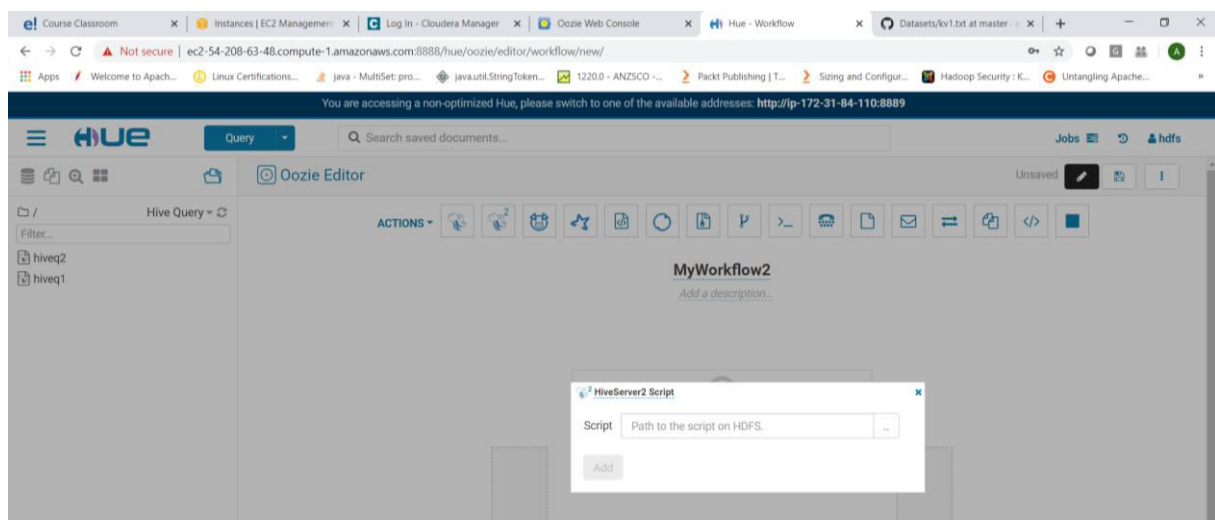 e! Course Classroom
Instances | EC2 Management
C Log In - Cloudera Manager
Oozie Web Console
Hue - Workflow
Datasets/kv1.txt at master
Not secure | ec2-54-208-63-48.compute-1.amazonaws.com:8888/hue/oozie/editor/workflow/new/
A
Apps Welcome to Apach... Linux Certifications... java - MultiSet: pro... java.util.StringToken... 1220.0 - ANZSCO -... Packt Publishing | T... Sizing and Configur... Hadoop Security : K... Untangling Apache...
You are accessing a non-optimized Hue, please switch to one of the available addresses: http://ip-172-31-84-110:8889
HUE Query Search saved documents... Jobs hdfs
Oozie Editor Unsaved
/ Hive Query
Filter...
hiveq2
hiveq1
ACTIONS
2
MyWorkflow2
Add a description...
2 HiveServer2 Script
Script Path to the script on HDFS. ..
Add